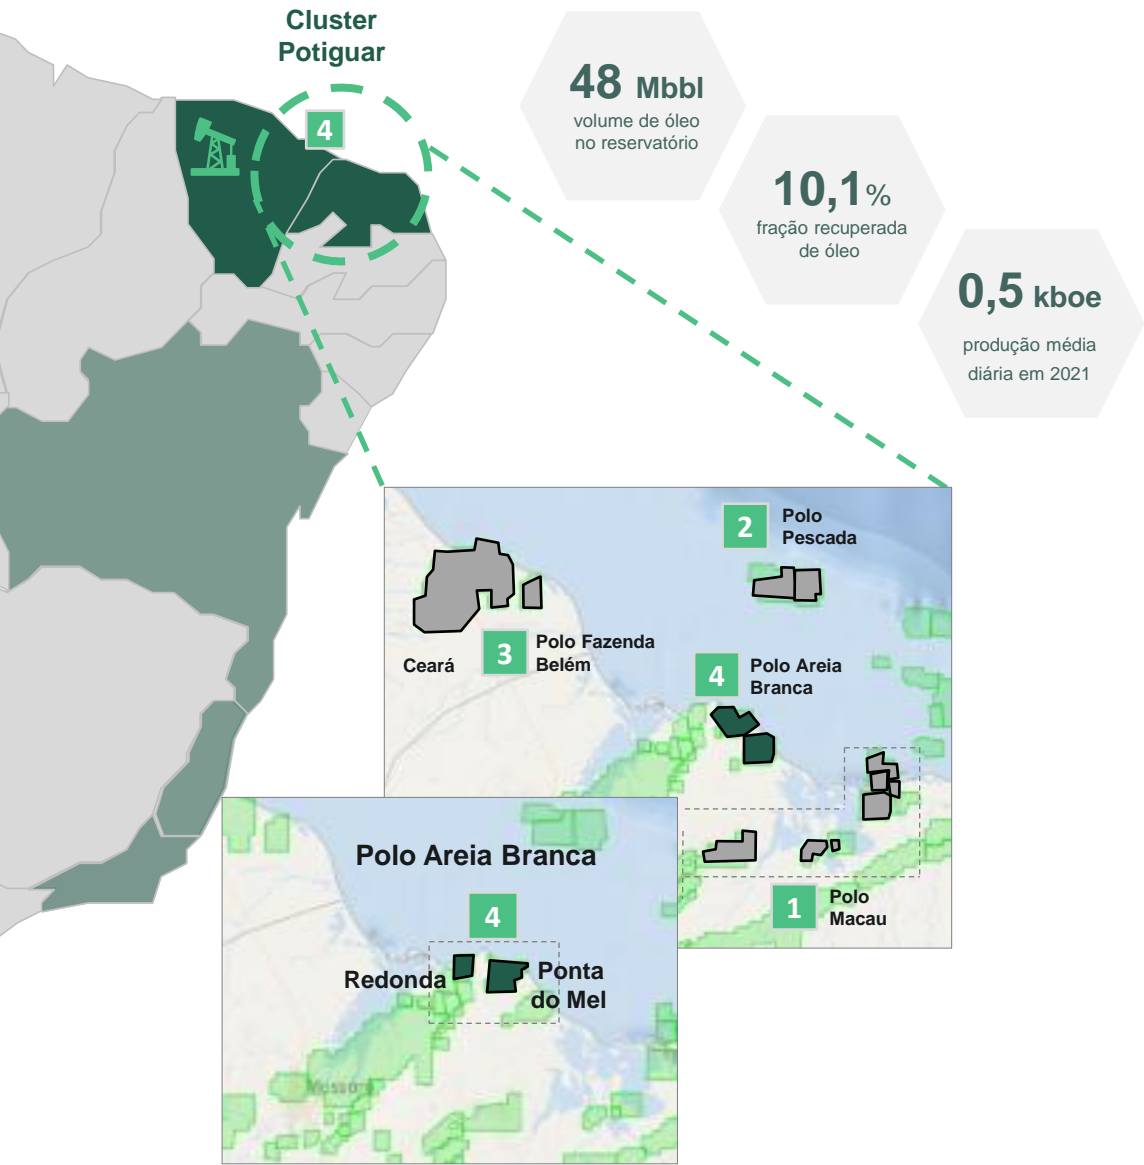 Cluster
Potiguar
4
48 Mbbl
volume de óleo
no reservatório
10,1%
fração recuperada
de óleo
0,5 kboe
produção média
diária em 2021
2
Polo
Pescada
3
Polo Fazenda
Belém
Ceará
4
Polo Areia
Branca
1
Polo
Macau
Polo Areia Branca
4
Redonda
Ponta
do Mel
Mossoró